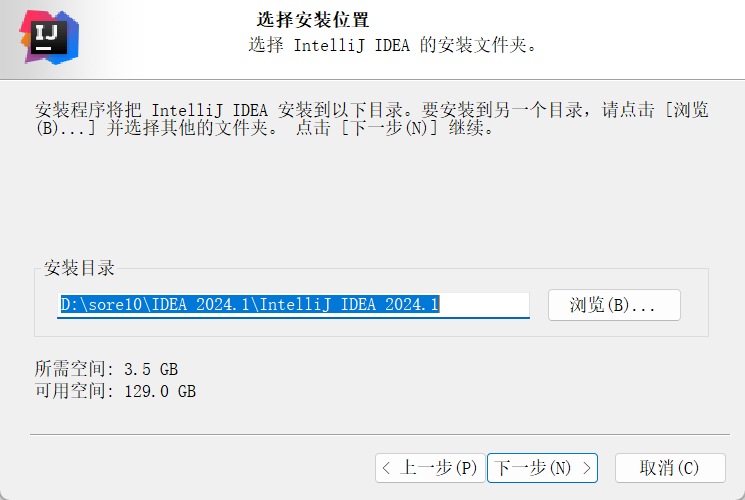 IJ
选择安装位置
选择 IntelliJ IDEA 的安装文件夹。
安装程序将把 IntelliJ IDEA 安装到以下目录。要安装到另一个目录，请点击 [浏览
(B)...] 并选择其他的文件夹。 点击 [下一步(N)] 继续。
安装目录
D:\sore10\IDEA 2024.1\IntelliJ IDEA 2024.1
浏览(B)...
所需空间: 3.5 GB
可用空间: 129.0 GB
< 上一步(P) 下一步(N) > 取消(C)